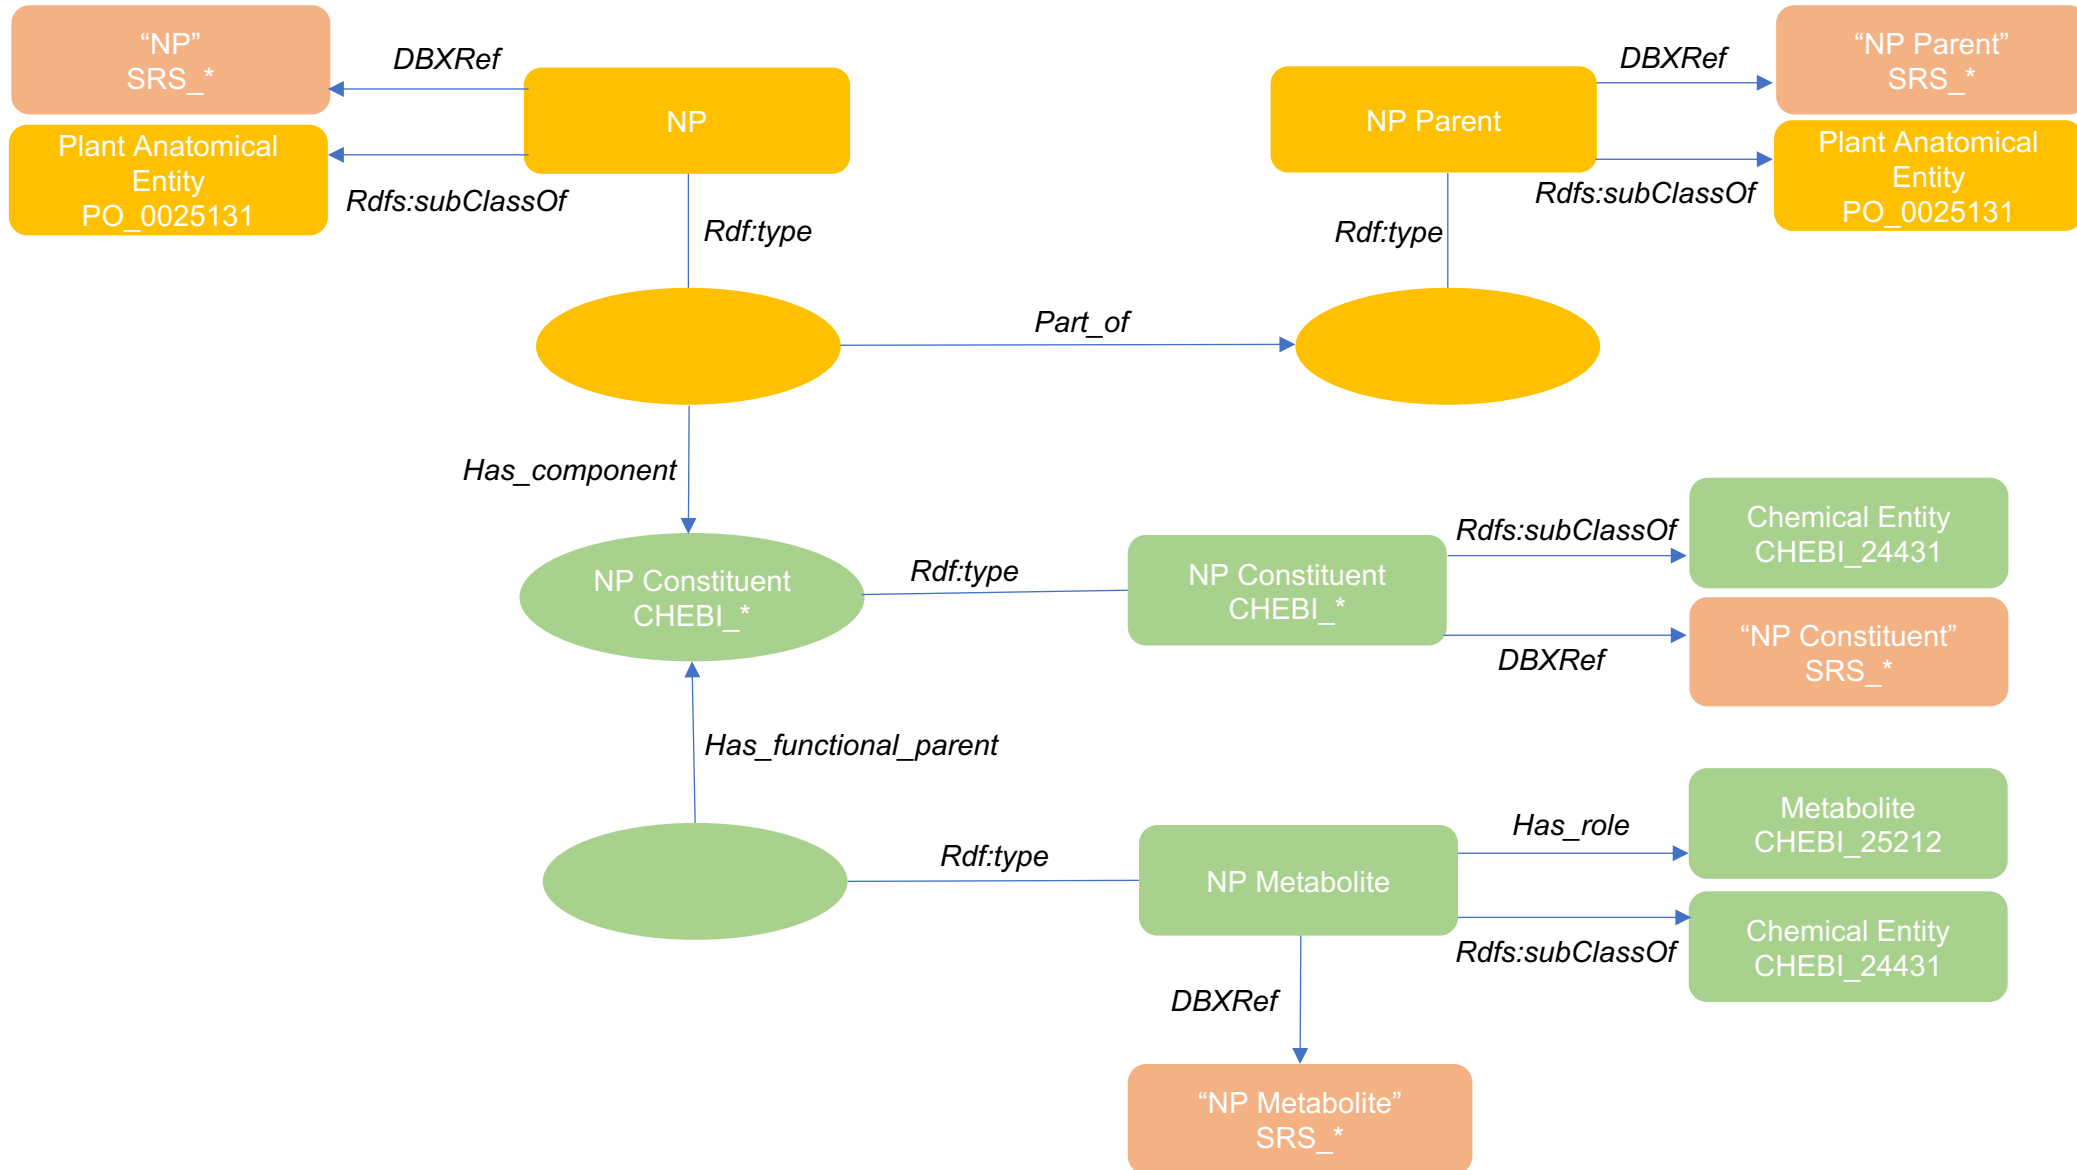 “NP”
SRS_*
DBXRef
NP
NP Parent
DBXRef
“NP Parent”
SRS_*
Plant Anatomical
Entity
PO_0025131
Rdfs:subClassOf
Rdf:type
Rdf:type
Rdfs:subClassOf
Plant Anatomical
Entity
PO_0025131
Part_of
Has_component
NP Constituent
CHEBI_*
Rdf:type
NP Constituent
CHEBI_*
Rdfs:subClassOf
Chemical Entity
CHEBI_24431
DBXRef
“NP Constituent”
SRS_*
Has_functional_parent
Rdf:type
NP Metabolite
Has_role
Metabolite
CHEBI_25212
Rdfs:subClassOf
Chemical Entity
CHEBI_24431
DBXRef
“NP Metabolite”
SRS_*